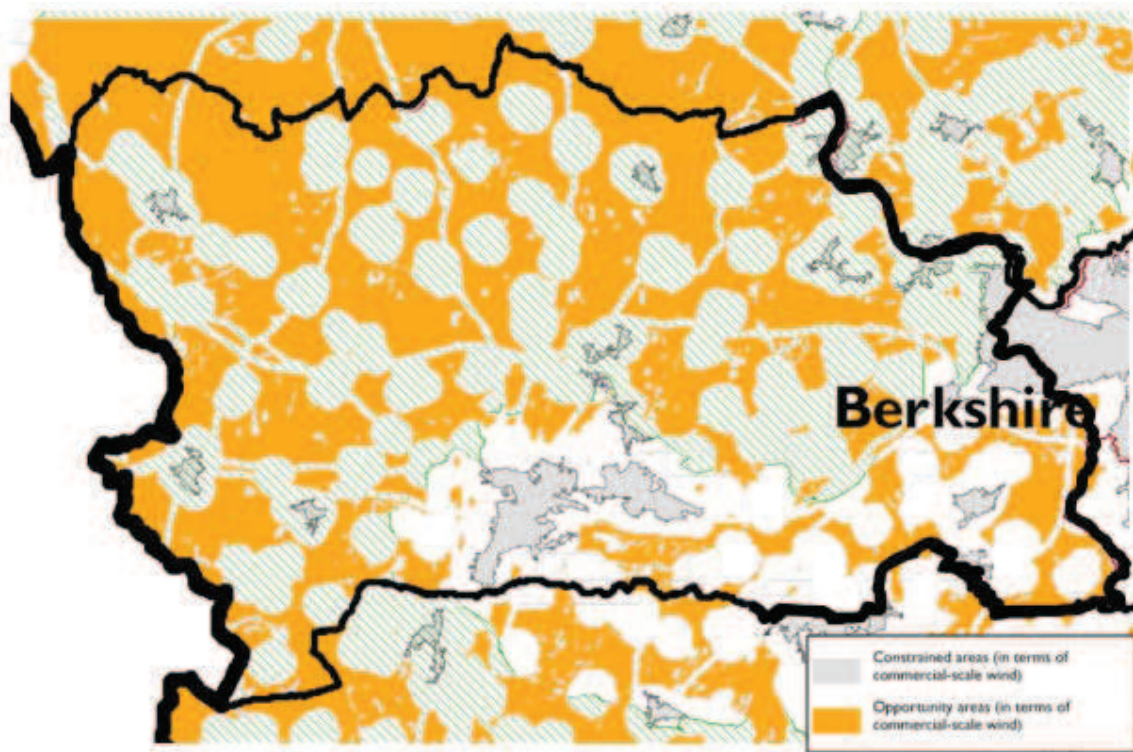 Berkshire
Constrained areas (in terms of
commercial-scale wind)
Opportunity areas (in terms of
commercial-scale wind)